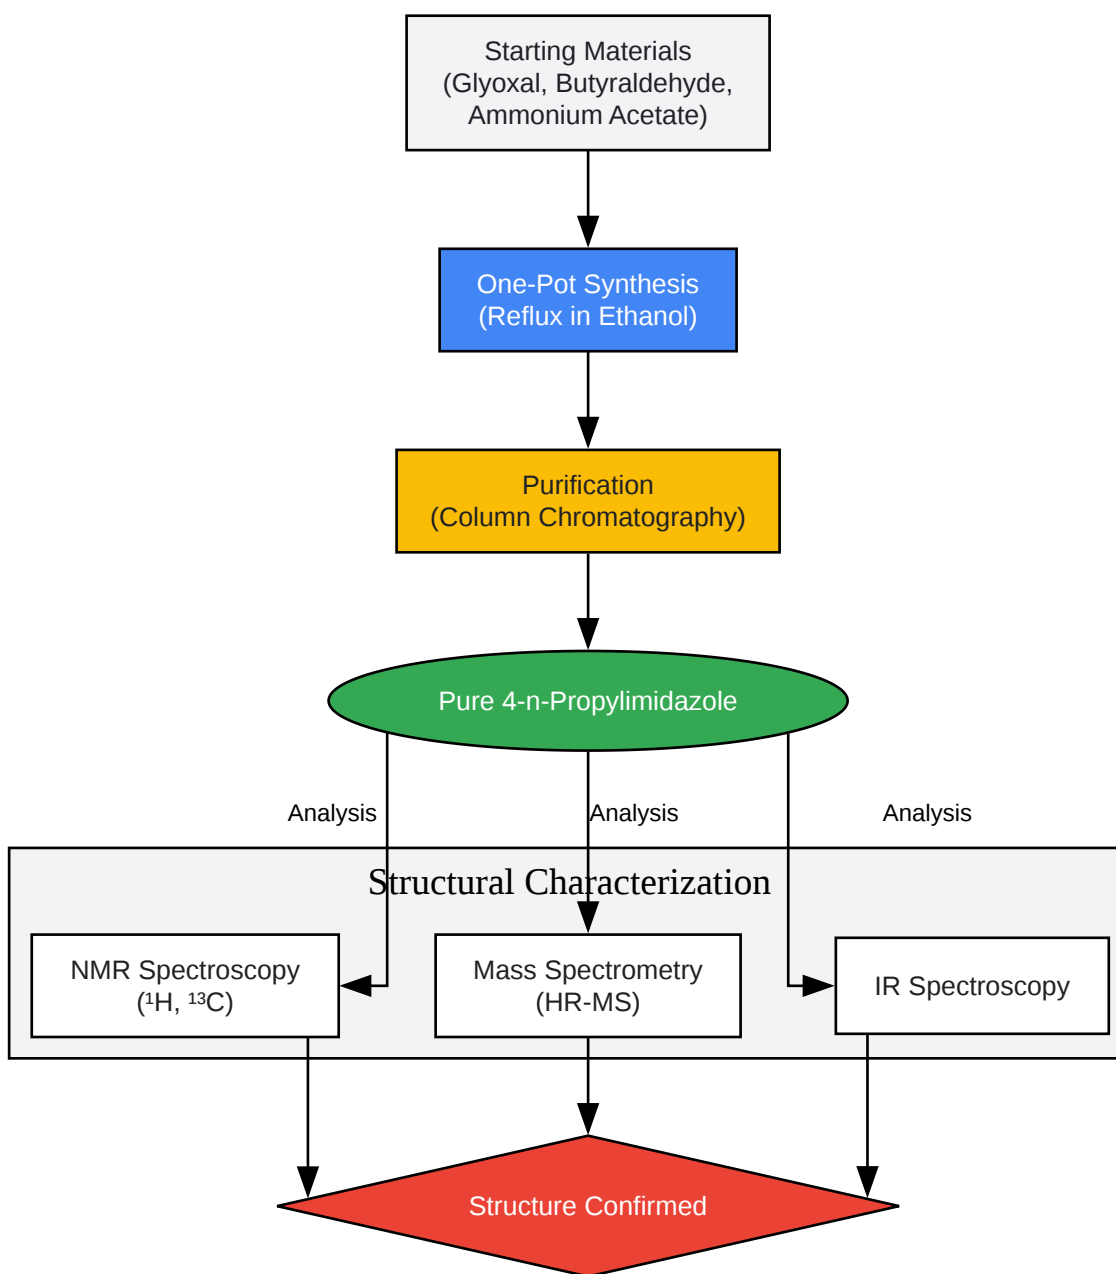 Starting Materials
(Glyoxal, Butyraldehyde,
Ammonium Acetate)
One-Pot Synthesis
(Reflux in Ethanol)
Purification
(Column Chromatography)
Pure 4-n-Propylimidazole
Analysis
Analysis
Analysis
Structural Characterization
NMR Spectroscopy
(¹H, ¹³C)
Mass Spectrometry
(HR-MS)
IR Spectroscopy
Structure Confirmed